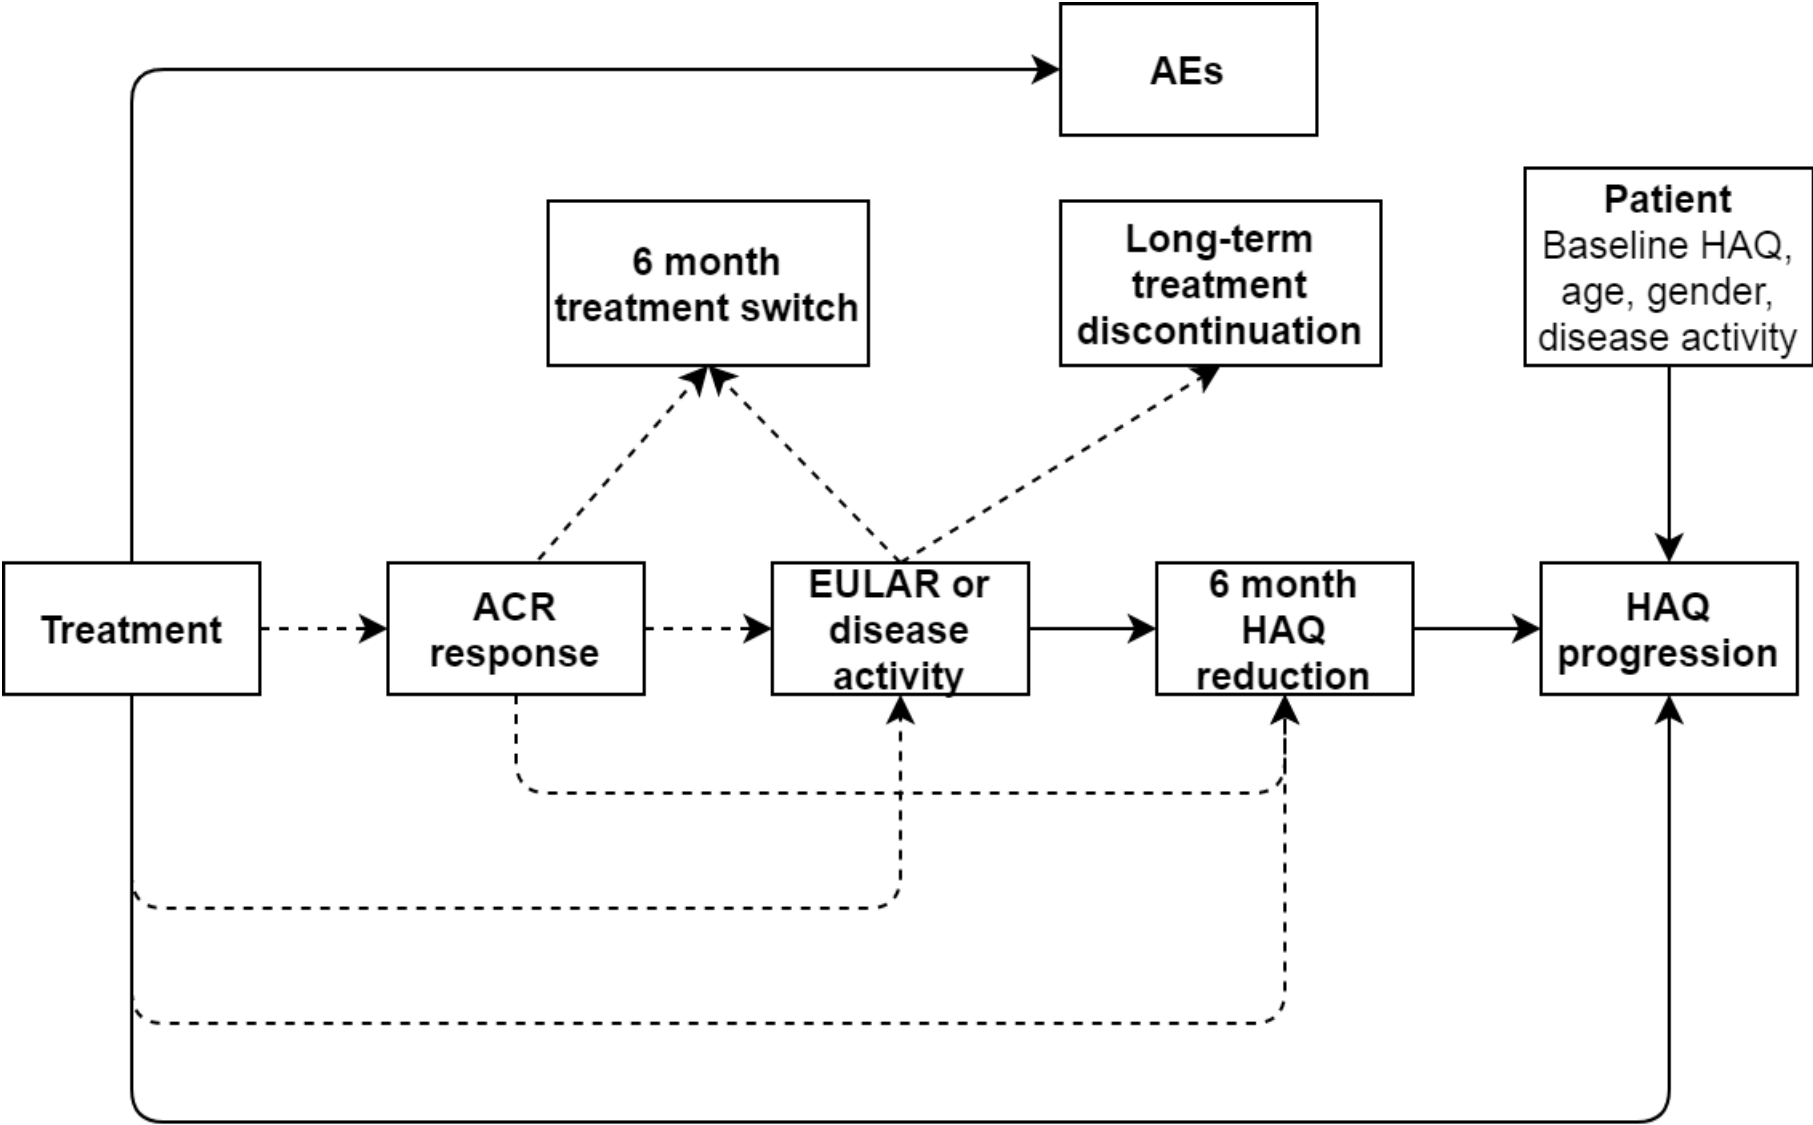 AEs
6 month
treatment switch
Long-term
treatment
discontinuation
Patient
Baseline HAQ,
age, gender,
disease activity
Treatment
ACR
response
EULAR or
disease
activity
6 month
HAQ
reduction
HAQ
progression